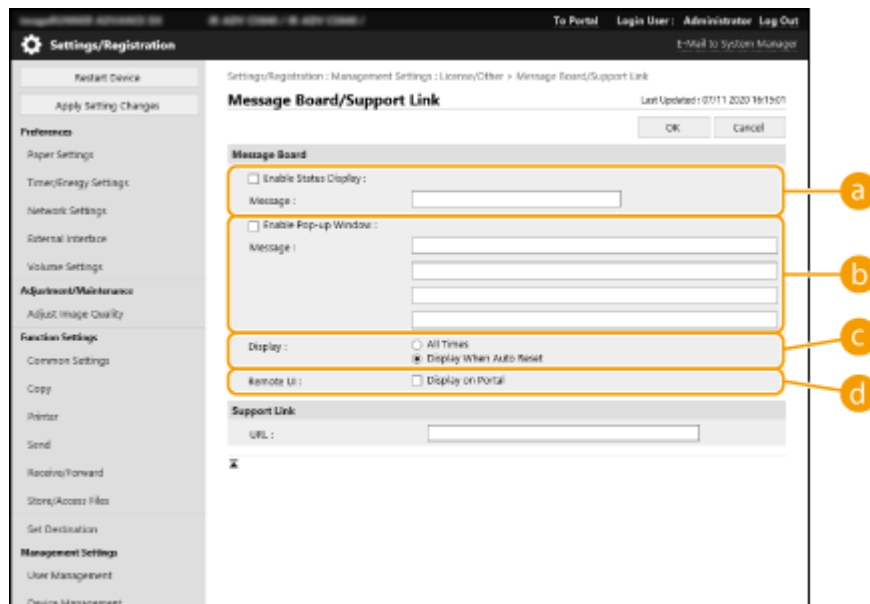 To Portal Login User : Administrator Log Out
Settings/Registration
E-Mail to System Manager
Restart Device
Apply Setting Changes
Preferences
Paper Settings
Timer/Energy Settings
Network Settings
External Interface
Volume Settings
Adjustment/Maintenance
Adjust Image Quality
Function Settings
Common Settings
Copy
Printer
Send
Receive/Forward
Store/Access Files
Set Destination
Management Settings
User Management
Device Management
Settings/Registration : Management Settings : License/Other > Message Board/Support Link
Message Board/Support Link
Last Updated : 07/11 2020 16:15:01
OK Cancel
Message Board
Enable Status Display :
Message :
a
Enable Pop-up Window :
Message :
b
Display :
All Times
Display When Auto Reset
c
Remote UI :
Display on Portal
d
Support Link
URL :